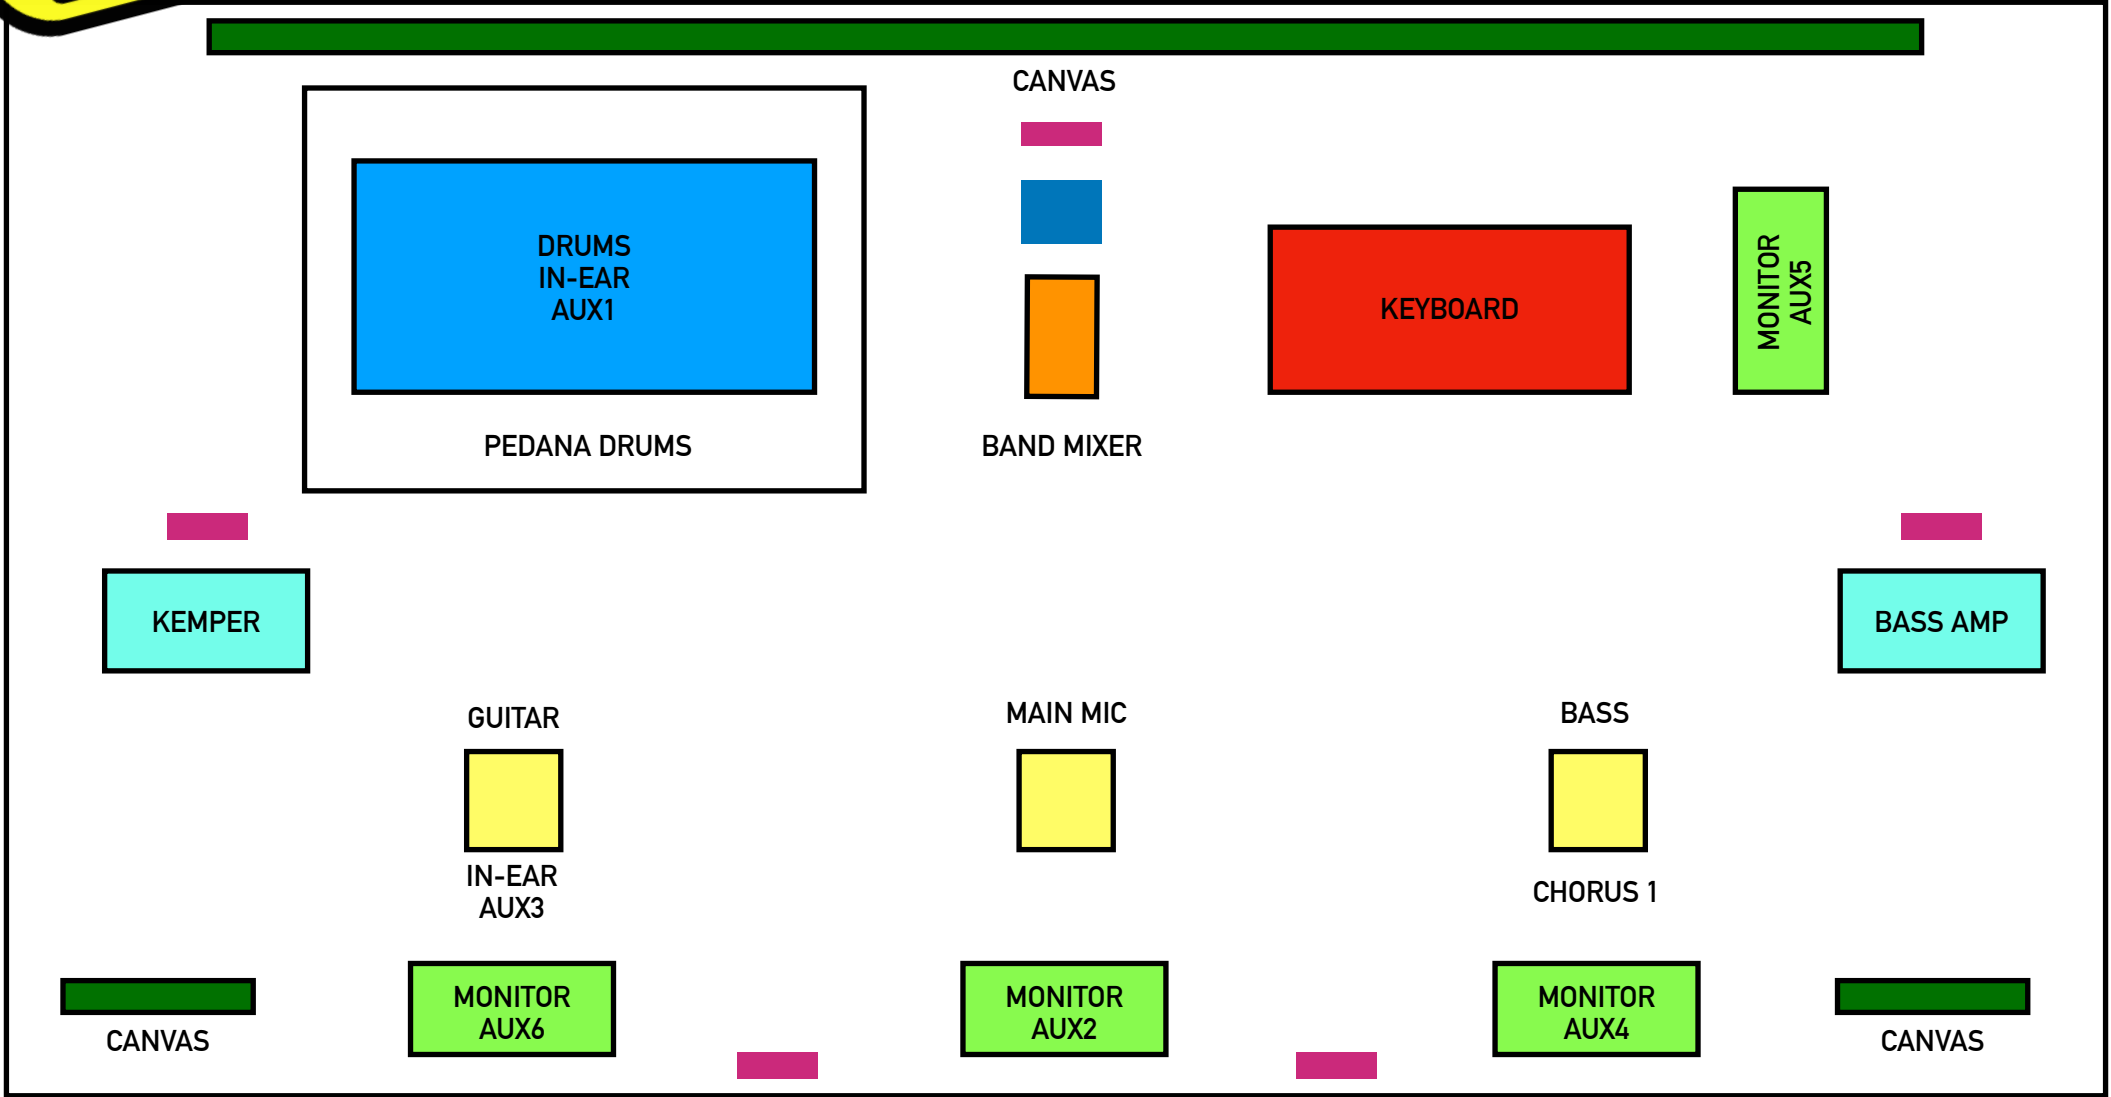 CANVAS
DRUMS
IN-EAR
AUX1
KEYBOARD
MONITOR
AUX5
PEDANA DRUMS
BAND MIXER
KEMPER
BASS AMP
GUITAR
MAIN MIC
BASS
IN-EAR
AUX3
CHORUS 1
MONITOR
AUX6
MONITOR
AUX2
MONITOR
AUX4
CANVAS
CANVAS